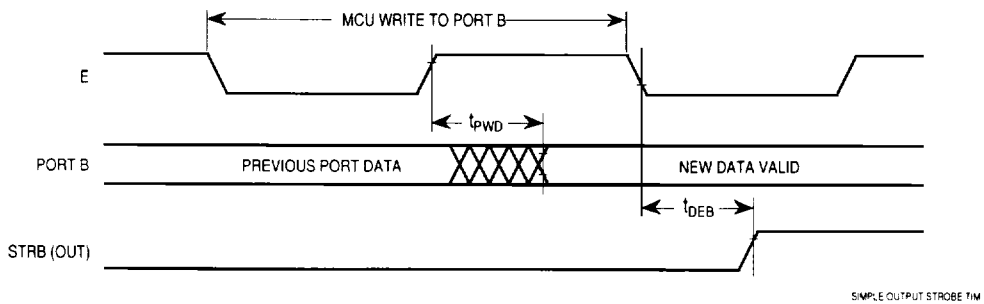 MCU WRITE TO PORT B
E
tPWD
PORT B
PREVIOUS PORT DATA
NEW DATA VALID
tDEB
STRB (OUT)
SIMPLE OUTPUT STROBE TIM